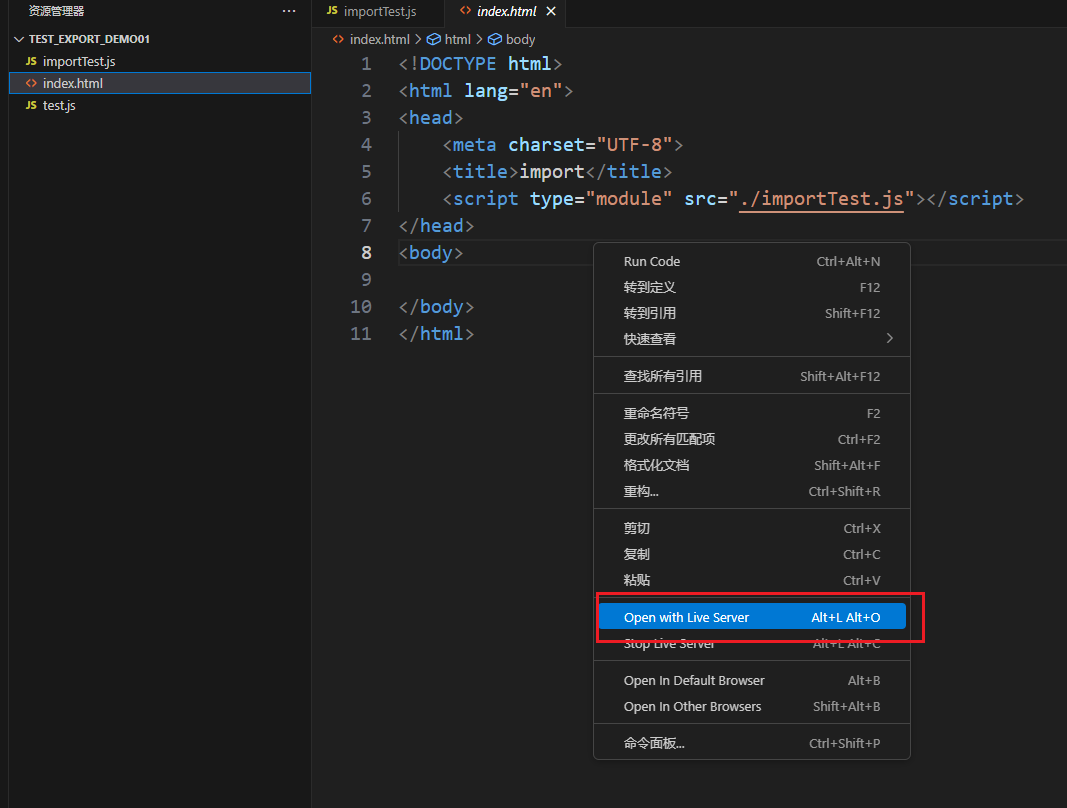 资源管理器 ···
TEST_EXPORT_DEMO01
JS importTest.js
<> index.html
JS test.js
JS importTest.js <> index.html ×
<> index.html > html > body
1 <!DOCTYPE html>
2 <html lang="en">
3 <head>
4 <meta charset="UTF-8">
5 <title>import</title>
6 <script type="module" src="./importTest.js"></script>
7 </head>
8 <body>
9
10 </body>
11 </html>
Run Code Ctrl+Alt+N
转到定义 F12
转到引用 Shift+F12
快速查看 >
查找所有引用 Shift+Alt+F12
重命名符号 F2
更改所有匹配项 Ctrl+F2
格式化文档 Shift+Alt+F
重构... Ctrl+Shift+R
剪切 Ctrl+X
复制 Ctrl+C
粘贴 Ctrl+V
Open with Live Server Alt+L Alt+O
Stop Live Server Alt+L Alt+C
Open In Default Browser Alt+B
Open In Other Browsers Shift+Alt+B
命令面板... Ctrl+Shift+P